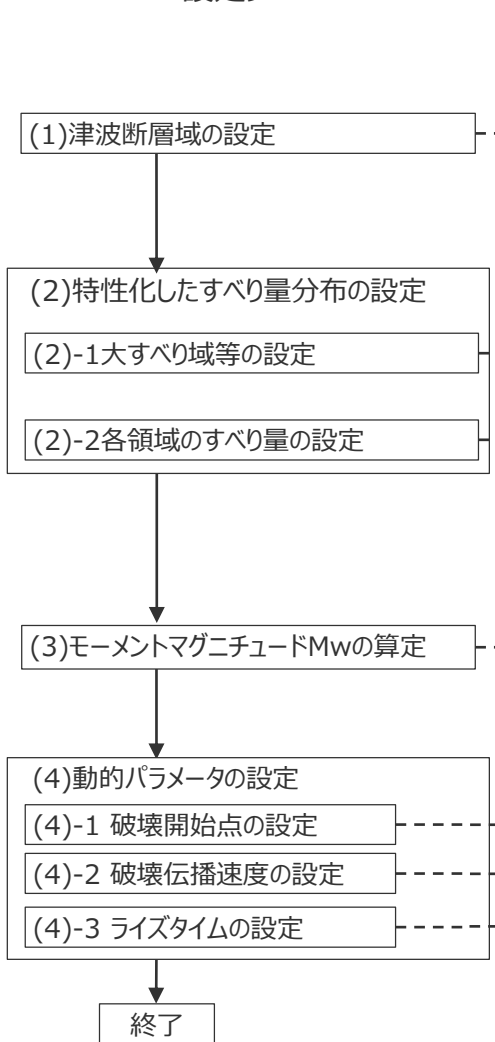 (1)津波断層域の設定
(2)特性化したすべり量分布の設定
(2)-1大すべり域等の設定
(2)-2各領域のすべり量の設定
(3)モーメントマグニチュードMwの算定
(4)動的パラメータの設定
(4)-1 破壊開始点の設定
(4)-2 破壊伝播速度の設定
(4)-3 ライズタイムの設定
終了